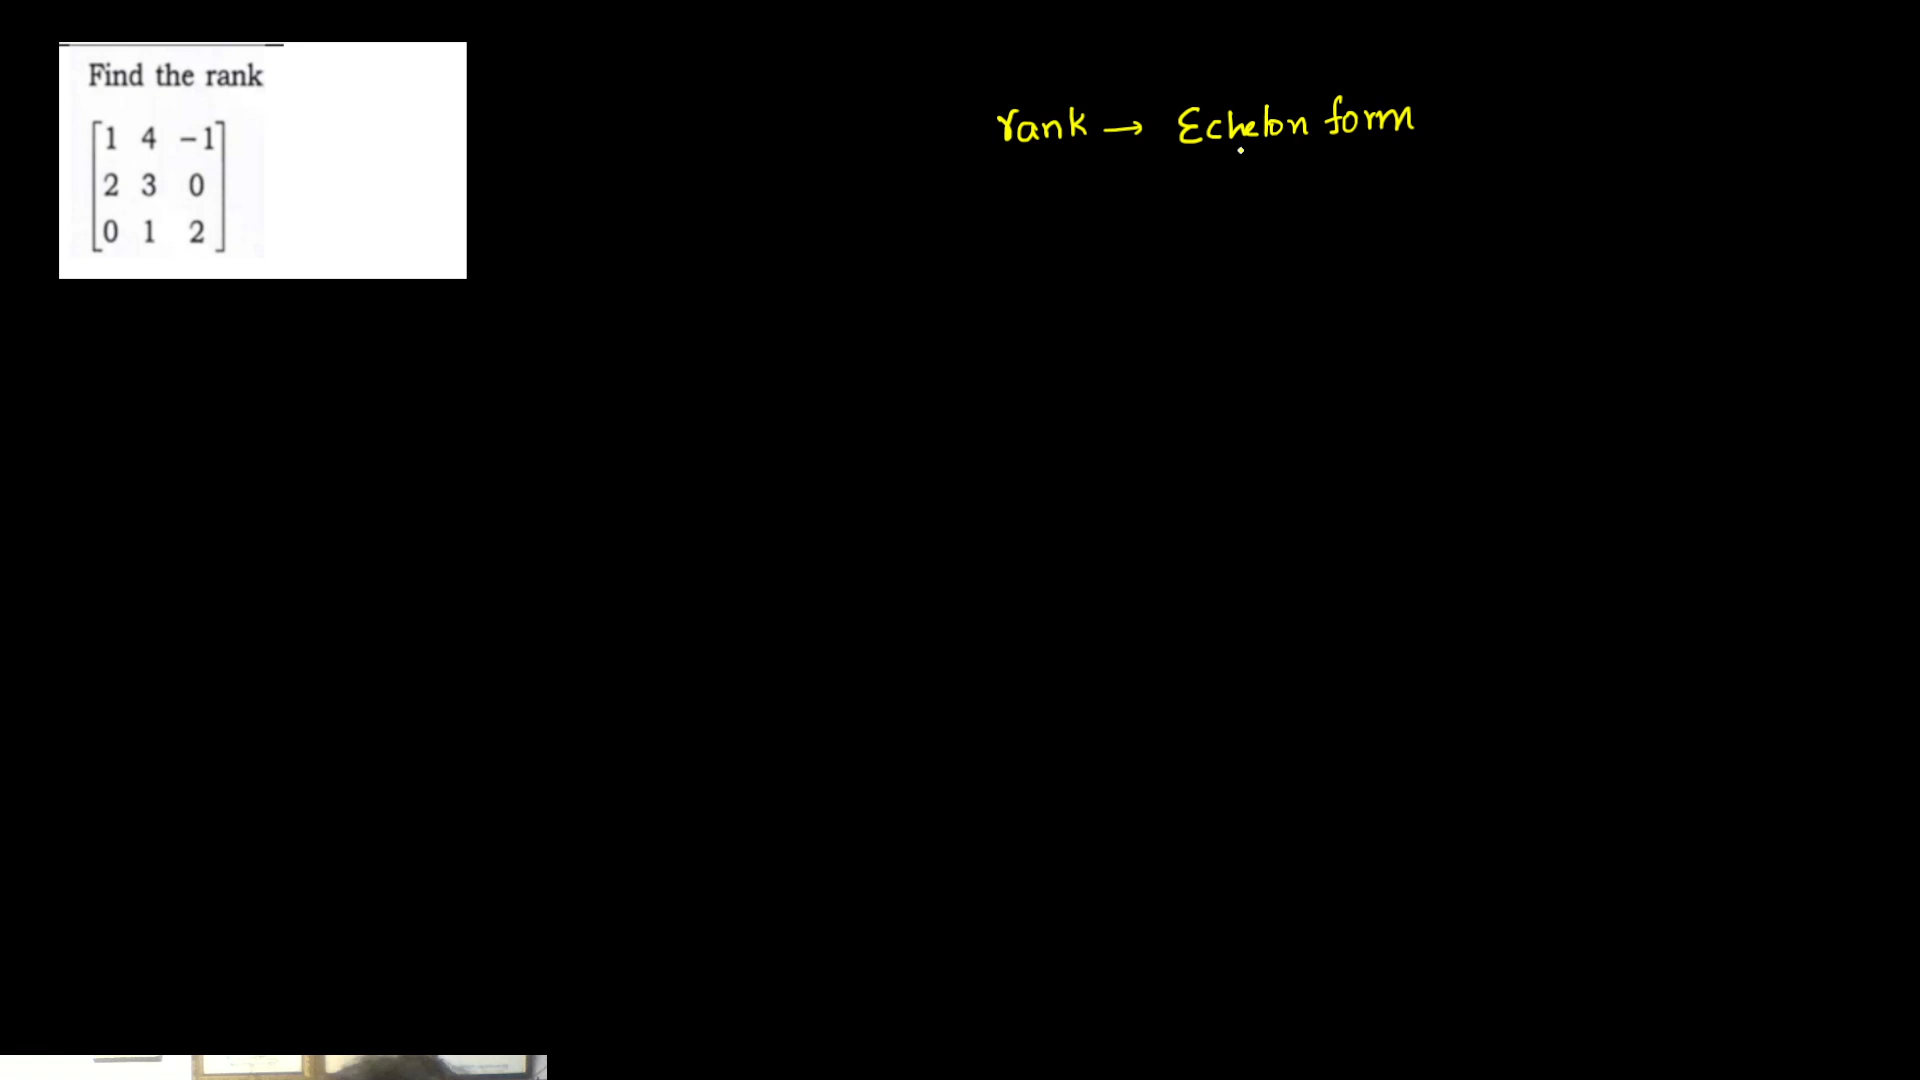 Find the rank
1 4 -1
2 3 0
0 1 2
rank → Echelon form